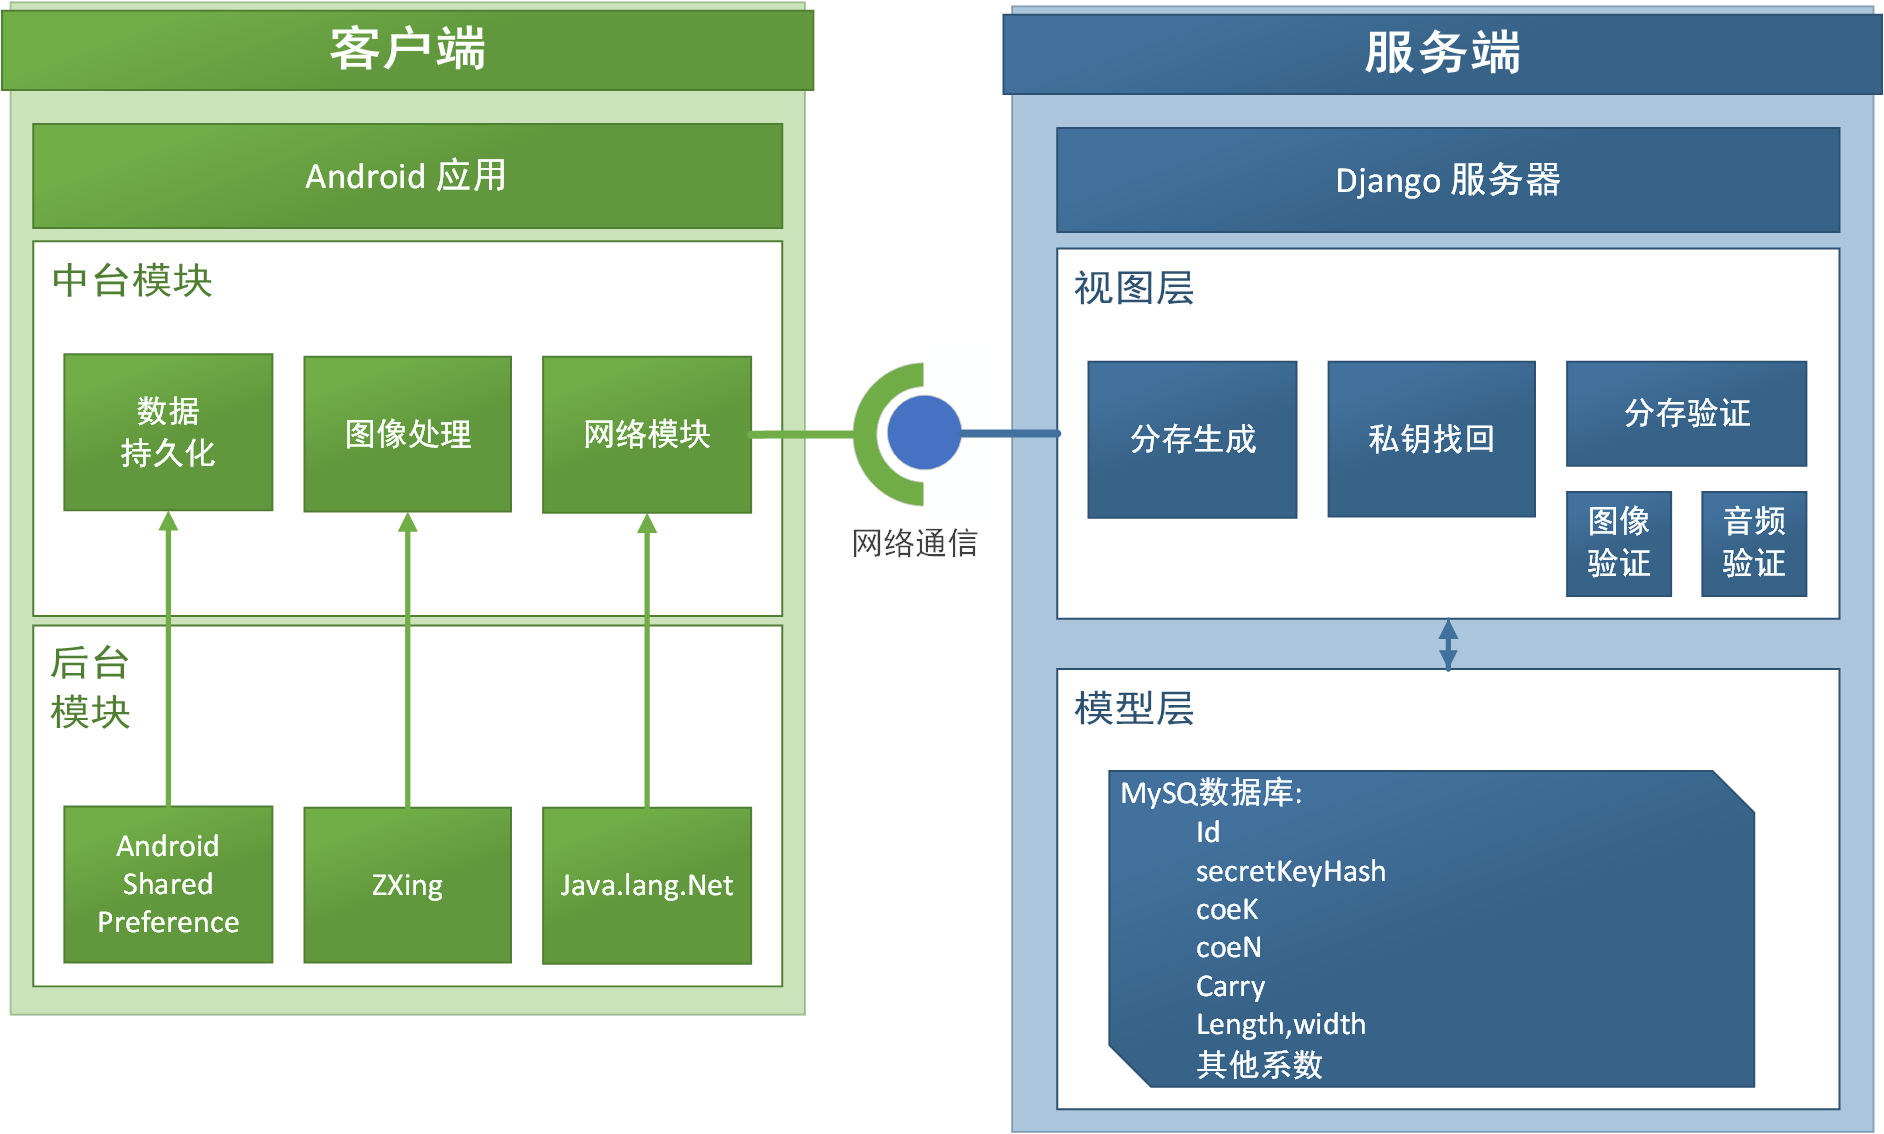 客户端
Android 应用
中台模块
数据
持久化
图像处理
网络模块
后台
模块
Android
Shared
Preference
ZXing
Java.lang.Net
网络通信
服务端
Django 服务器
视图层
分存生成
私钥找回
分存验证
图像
验证
音频
验证
模型层
MySQ数据库:
Id
secretKeyHash
coeK
coeN
Carry
Length,width
其他系数